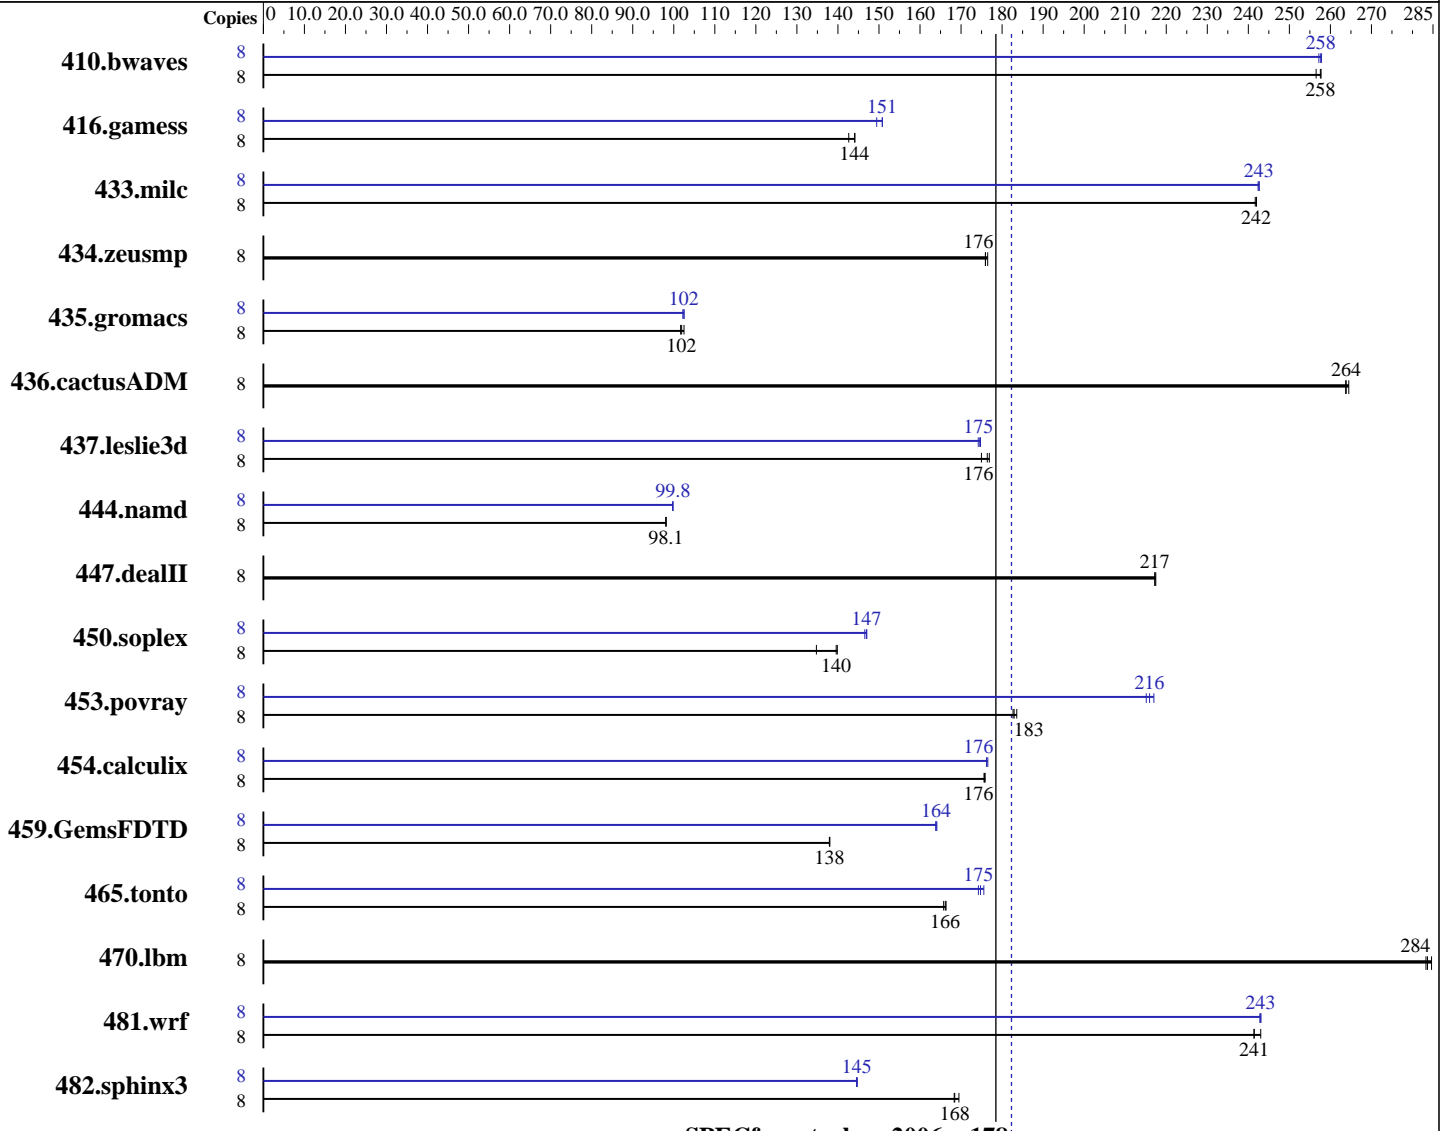 Copies 0 10.0 20.0 30.0 40.0 50.0 60.0 70.0 80.0 90.0 100 110 120 130 140 150 160 170 180 190 200 210 220 230 240 250 260 270 285
410.bwaves 8 258
8 258
416.gamess 8 151
8 144
433.milc 8 243
8 242
434.zeusmp 8 176
435.gromacs 8 102
8 102
436.cactusADM 8 264
437.leslie3d 8 175
8 176
444.namd 8 99.8
8 98.1
447.dealII 8 217
450.soplex 8 147
8 140
453.povray 8 216
8 183
454.calculix 8 176
8 176
459.GemsFDTD 8 164
8 138
465.tonto 8 175
8 166
470.lbm 8 284
481.wrf 8 243
8 241
482.sphinx3 8 145
8 168